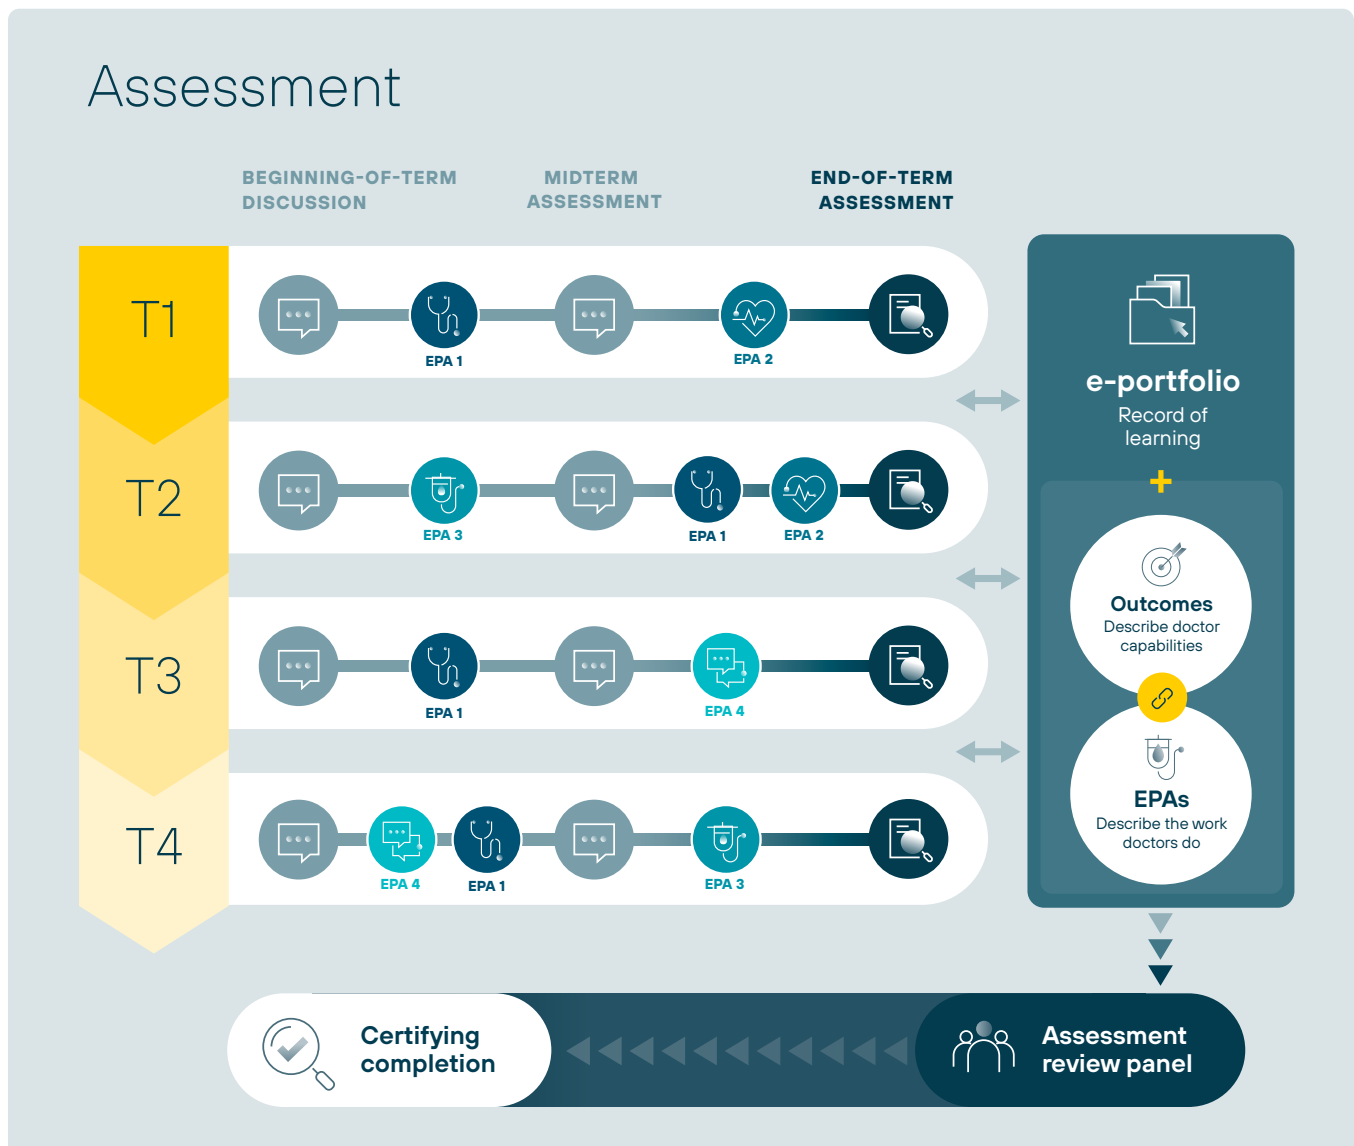 Assessment
BEGINNING-OF-TERM
DISCUSSION
MIDTERM
ASSESSMENT
END-OF-TERM
ASSESSMENT
T1
EPA 1
EPA 2
T2
EPA 3
EPA 1
EPA 2
T3
EPA 1
EPA 4
T4
EPA 4
EPA 1
EPA 3
e-portfolio
Record of
learning
+
Outcomes
Describe doctor
capabilities
EPAs
Describe the work
doctors do
Certifying
completion
Assessment
review panel